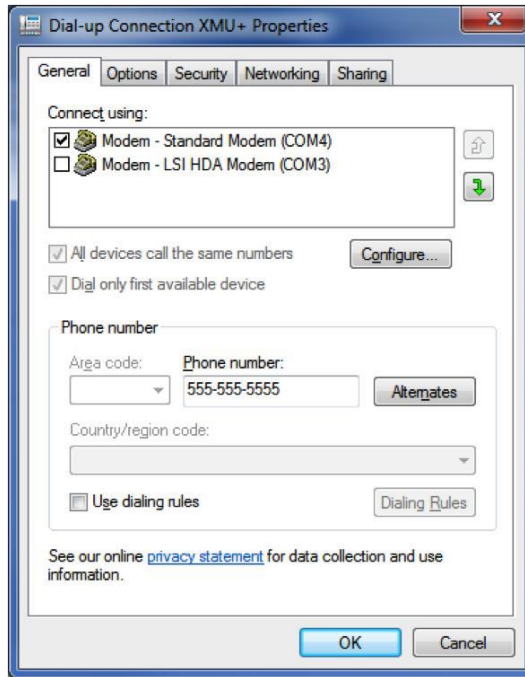 Dial-up Connection XMU+ Properties
General Options Security Networking Sharing
Connect using:
Modem - Standard Modem (COM4)
Modem - LSI HDA Modem (COM3)
All devices call the same numbers
Configure...
Dial only first available device
Phone number
Area code: Phone number:
555-555-5555
Alternates
Country/region code:
Use dialing rules
Dialing Rules
See our online privacy statement for data collection and use
information.
OK Cancel